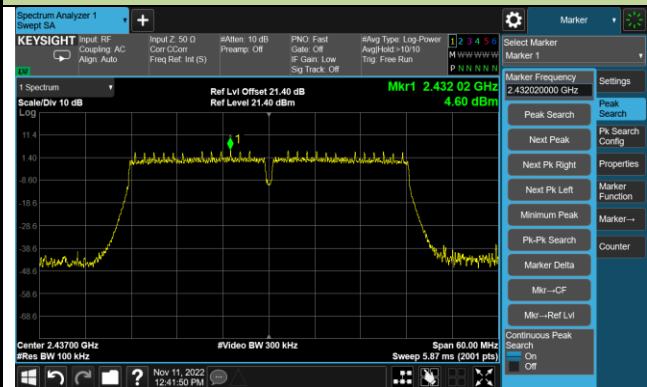 Spectrum Analyzer 1
Swept SA
Marker
KEYSIGHT
Input: RF
Coupling: AC
Align: Auto
Input Z: 50 Ω
Corr CCorr
Freq Ref: Int (S)
#Atten: 10 dB
Preamp: Off
PNO: Fast
Gate: Off
IF Gain: Low
Sig Track: Off
#Avg Type: Log-Power
Avg|Hold:>10/10
Trig: Free Run
1 2 3 4 5 6
M W W W W W
P N N N N N
Select Marker
Marker 1
LXI
1 Spectrum
Scale/Div 10 dB
Log
Ref Lvl Offset 21.40 dB
Ref Level 21.40 dBm
Mkr1 2.432 02 GHz
4.60 dBm
1
11.4
1.40
-8.60
-18.6
-28.6
-38.6
-48.6
-58.6
-68.6
Center 2.43700 GHz
#Res BW 100 kHz
#Video BW 300 kHz
Span 60.00 MHz
Sweep 5.87 ms (2001 pts)
Marker Frequency
2.432020000 GHz
Peak Search
Next Peak
Next Pk Right
Next Pk Left
Minimum Peak
Pk-Pk Search
Marker Delta
Mkr→CF
Mkr→Ref Lvl
Continuous Peak
Search
On
Off
Settings
Peak
Search
Pk Search
Config
Properties
Marker
Function
Marker→
Counter
Nov 11, 2022
12:41:50 PM